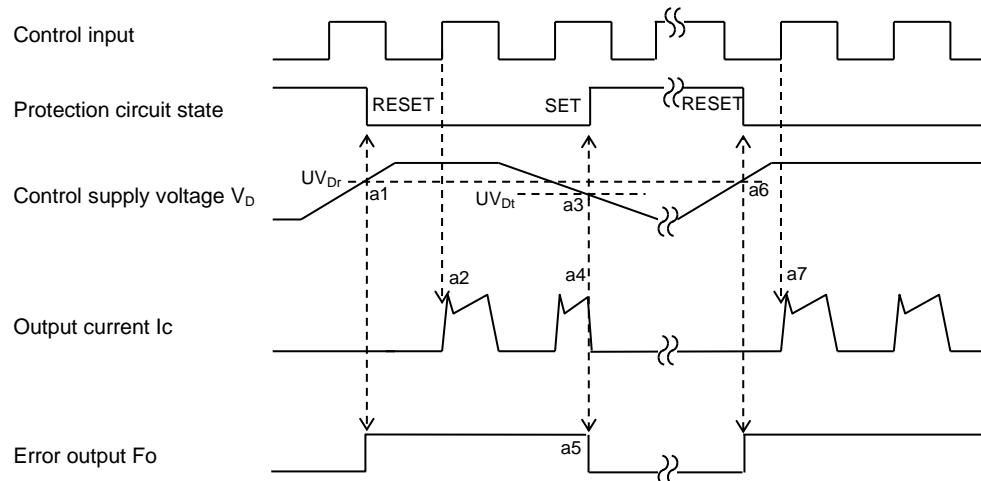 Control input
Protection circuit state
RESET
SET
RESET
Control supply voltage VD
UVDr
a1
UVDt
a3
a6
Output current Ic
a2
a4
a7
Error output Fo
a5